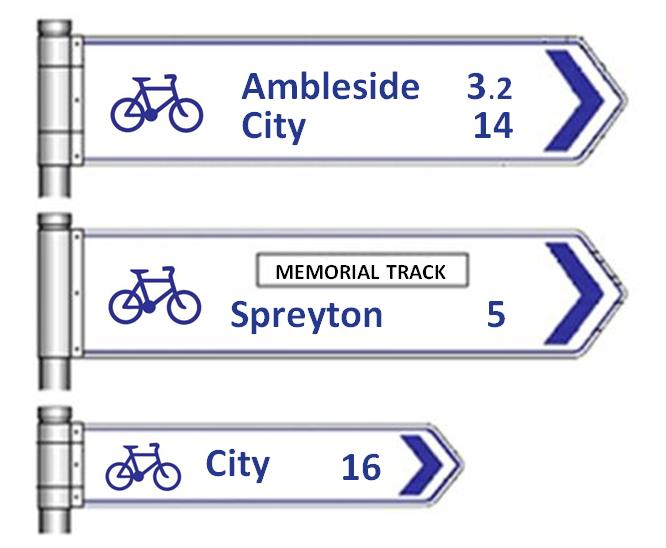 Ambleside 3.2
City 14
MEMORIAL TRACK
Spreyton 5
City 16